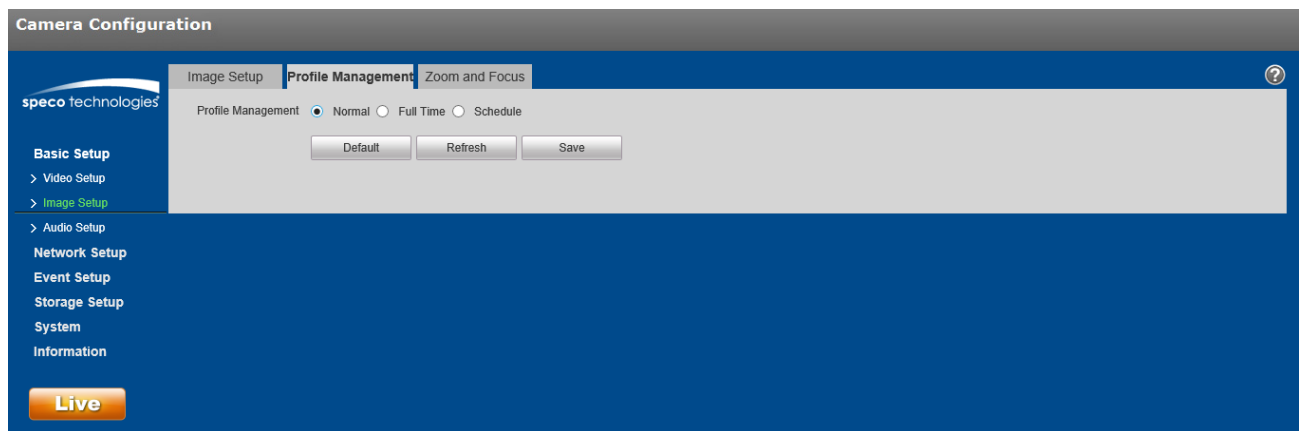 Camera Configuration
Image Setup Profile Management Zoom and Focus ?
speco technologies®
Profile Management Normal Full Time Schedule
Default Refresh Save
Basic Setup
> Video Setup
> Image Setup
> Audio Setup
Network Setup
Event Setup
Storage Setup
System
Information
Live